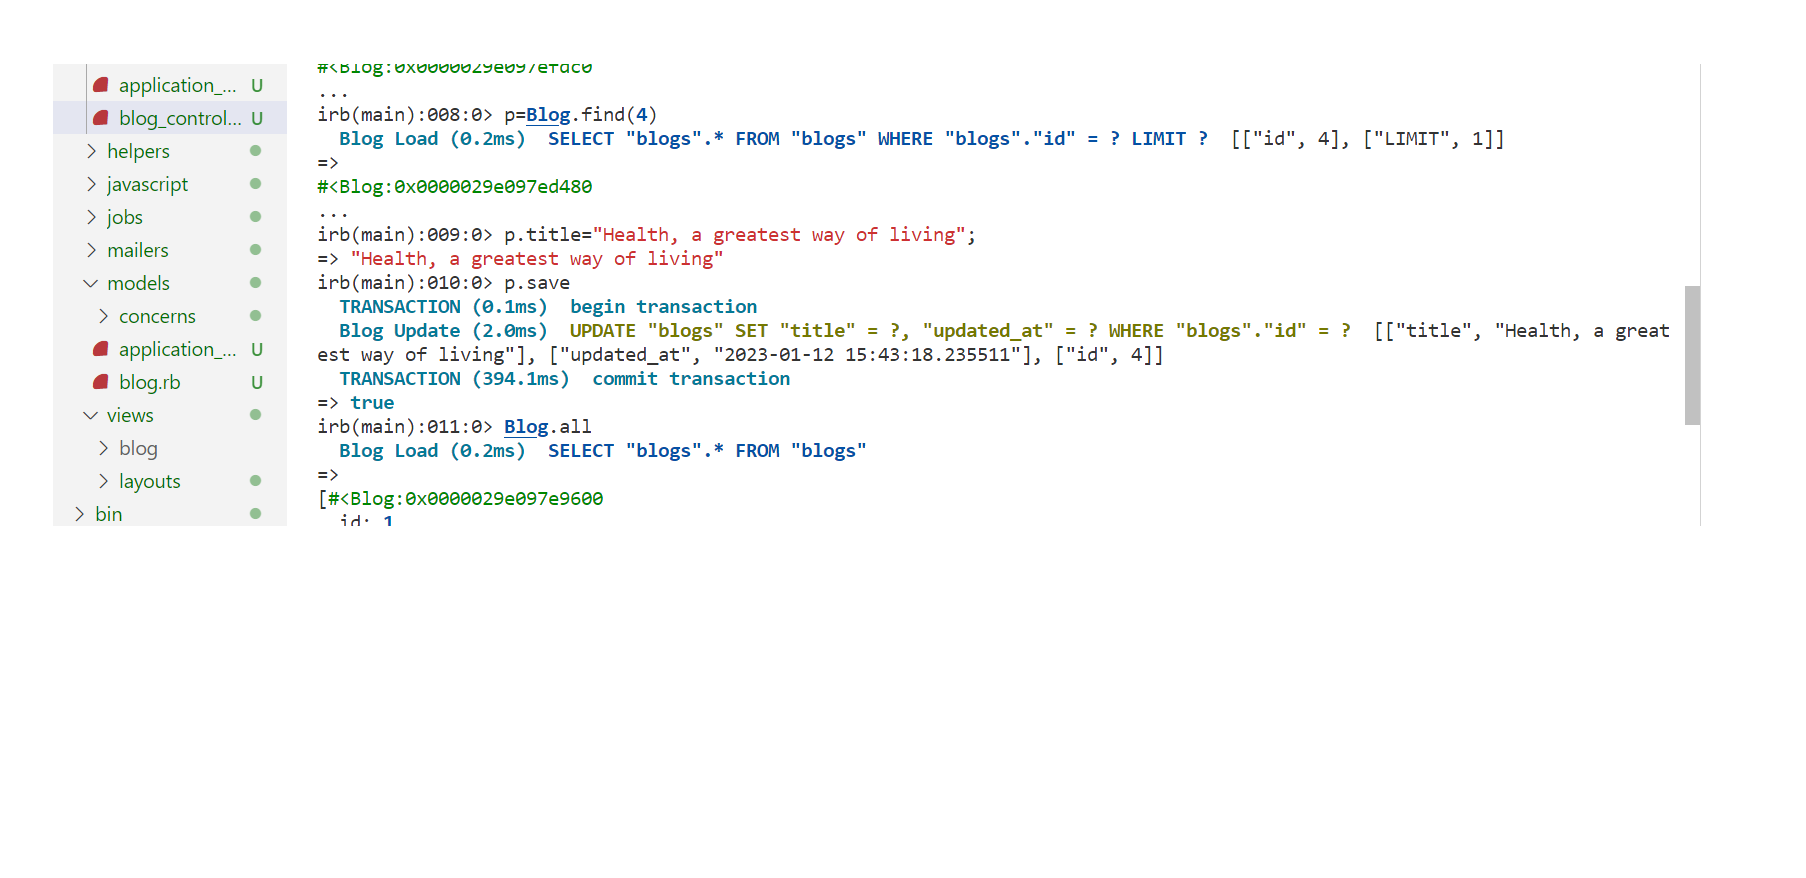 application_... U
blog_control... U
helpers
javascript
jobs
mailers
models
concerns
application_... U
blog.rb U
views
blog
layouts
bin
#<Blog:0x0000029e097efdc0
...
irb(main):008:0> p=Blog.find(4)
  Blog Load (0.2ms)  SELECT "blogs".* FROM "blogs" WHERE "blogs"."id" = ? LIMIT ?  [["id", 4], ["LIMIT", 1]]
=>
#<Blog:0x0000029e097ed480
...
irb(main):009:0> p.title="Health, a greatest way of living";
=> "Health, a greatest way of living"
irb(main):010:0> p.save
  TRANSACTION (0.1ms)  begin transaction
  Blog Update (2.0ms)  UPDATE "blogs" SET "title" = ?, "updated_at" = ? WHERE "blogs"."id" = ?  [["title", "Health, a great
est way of living"], ["updated_at", "2023-01-12 15:43:18.235511"], ["id", 4]]
  TRANSACTION (394.1ms)  commit transaction
=> true
irb(main):011:0> Blog.all
  Blog Load (0.2ms)  SELECT "blogs".* FROM "blogs"
=>
[#<Blog:0x0000029e097e9600
  id: 1